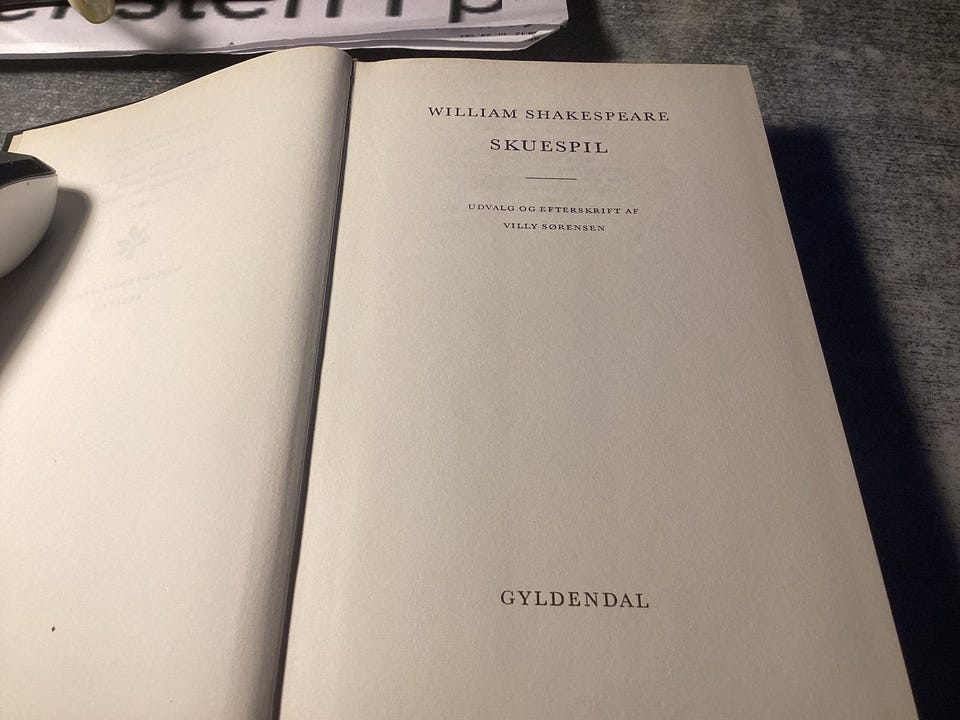 WILLIAM SHAKESPEARE
SKUESPIL
UDVALG OG EFTERSKRIFT AF
VILLY SØRENSEN
GYLDENDAL